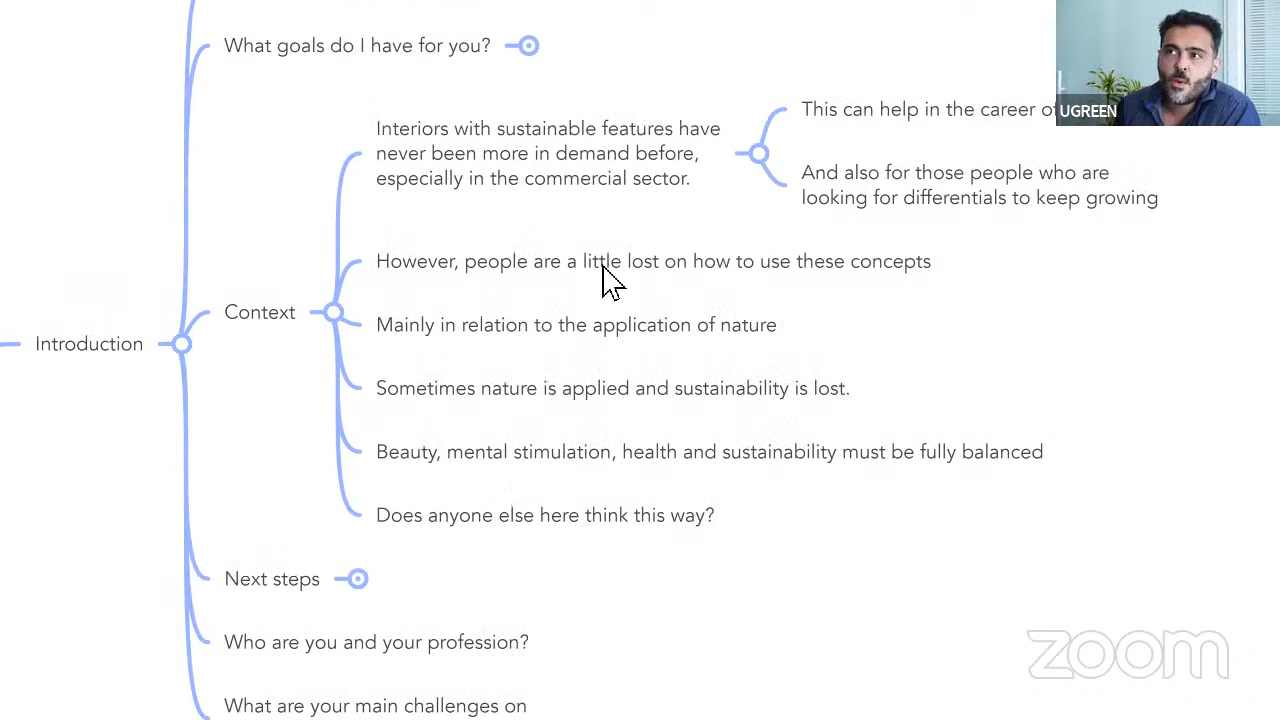 What goals do I have for you?
This can help in the career of
UGREEN
Interiors with sustainable features have
never been more in demand before,
especially in the commercial sector.
And also for those people who are
looking for differentials to keep growing
However, people are a little lost on how to use these concepts
Context
Mainly in relation to the application of nature
Introduction
Sometimes nature is applied and sustainability is lost.
Beauty, mental stimulation, health and sustainability must be fully balanced
Does anyone else here think this way?
Next steps
Who are you and your profession?
zoom
What are your main challenges on